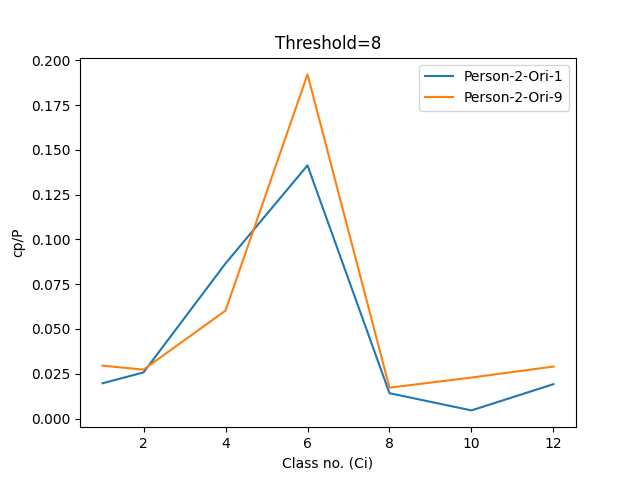 Threshold=8
Person-2-Ori-1
Person-2-Ori-9
0.200
0.175
0.150
0.125
0.100
0.075
0.050
0.025
0.000
cp/P
2 4 6 8 10 12
Class no. (Ci)